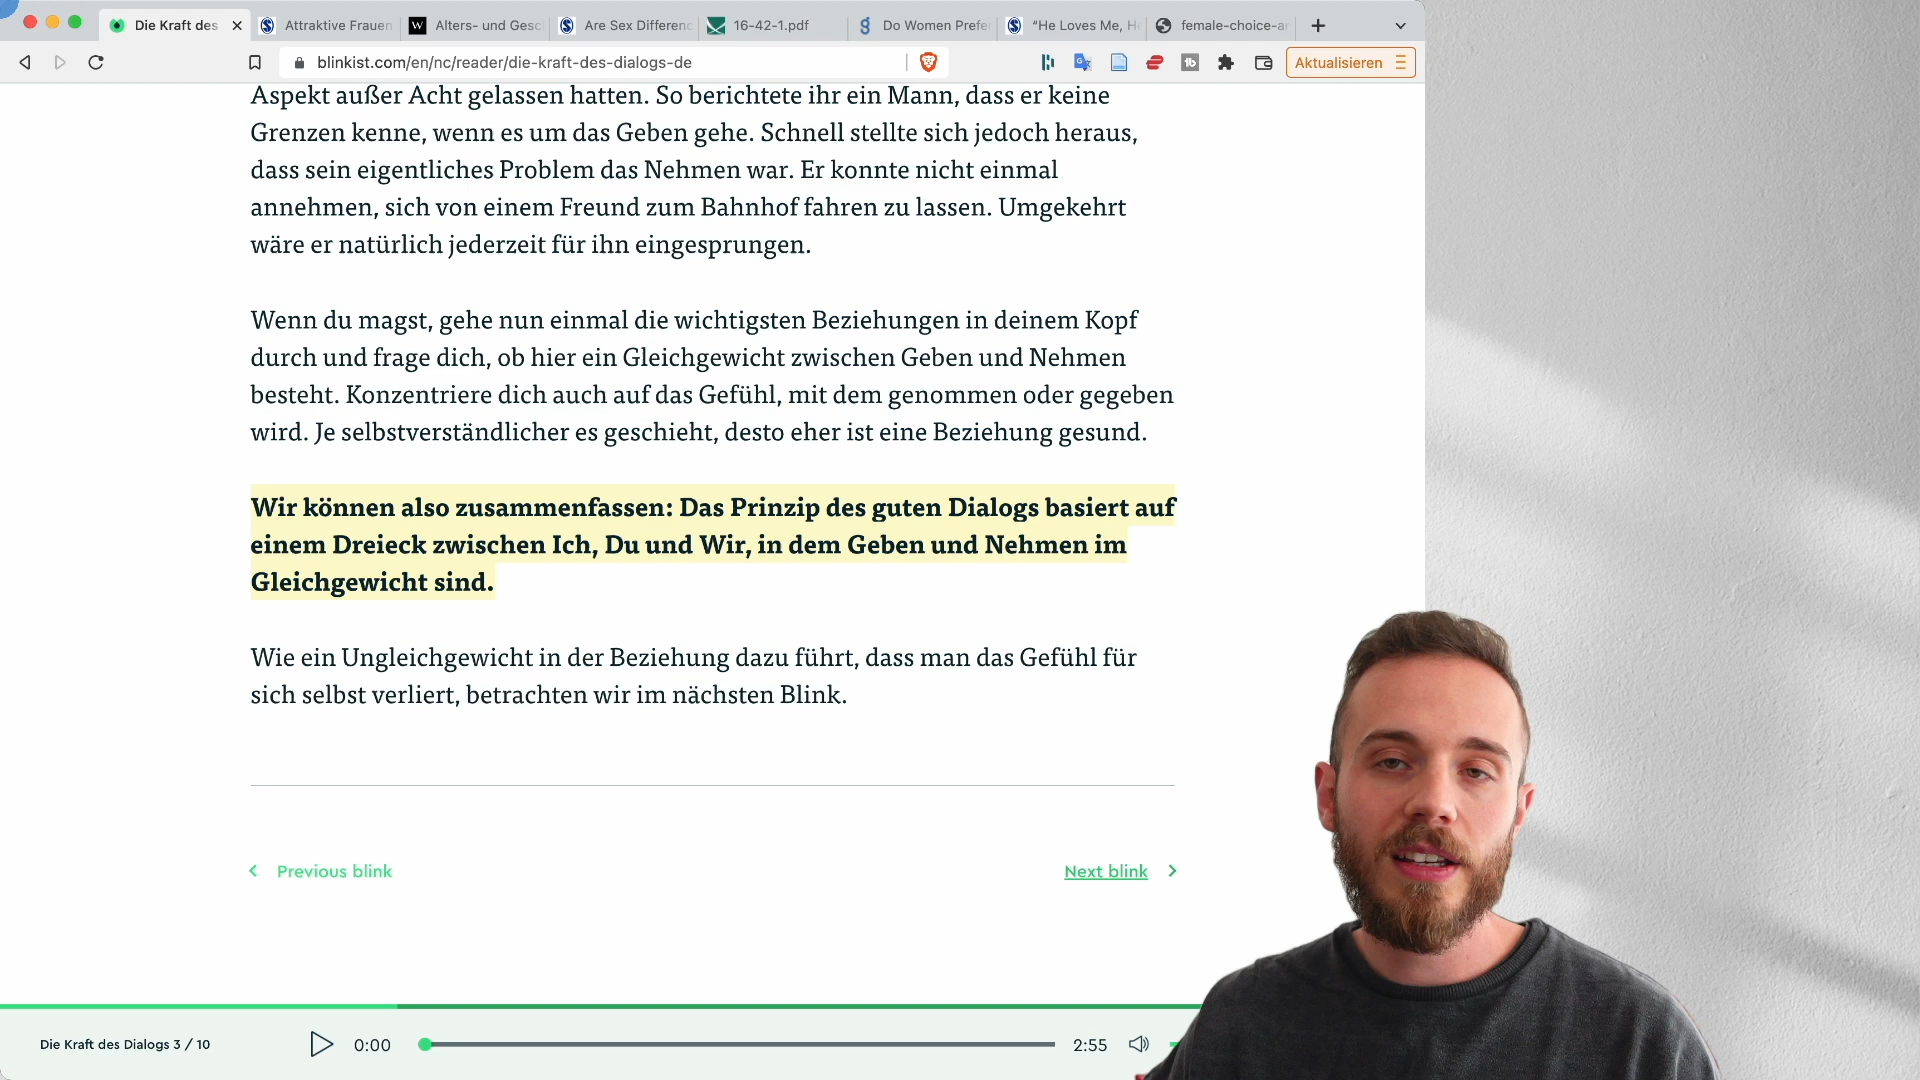 Die Kraft des
Attraktive Frauen
Alters- und Gesc
Are Sex Differenc
16-42-1.pdf
Do Women Prefer
"He Loves Me, He
female-choice-ar
blinkist.com/en/nc/reader/die-kraft-des-dialogs-de
Aktualisieren
Aspekt außer Acht gelassen hatten. So berichtete ihr ein Mann, dass er keine
Grenzen kenne, wenn es um das Geben gehe. Schnell stellte sich jedoch heraus,
dass sein eigentliches Problem das Nehmen war. Er konnte nicht einmal
annehmen, sich von einem Freund zum Bahnhof fahren zu lassen. Umgekehrt
wäre er natürlich jederzeit für ihn eingesprungen.
Wenn du magst, gehe nun einmal die wichtigsten Beziehungen in deinem Kopf
durch und frage dich, ob hier ein Gleichgewicht zwischen Geben und Nehmen
besteht. Konzentriere dich auch auf das Gefühl, mit dem genommen oder gegeben
wird. Je selbstverständlicher es geschieht, desto eher ist eine Beziehung gesund.
Wir können also zusammenfassen: Das Prinzip des guten Dialogs basiert auf
einem Dreieck zwischen Ich, Du und Wir, in dem Geben und Nehmen im
Gleichgewicht sind.
Wie ein Ungleichgewicht in der Beziehung dazu führt, dass man das Gefühl für
sich selbst verliert, betrachten wir im nächsten Blink.
Previous blink
Next blink
Die Kraft des Dialogs 3 / 10
0:00
2:55